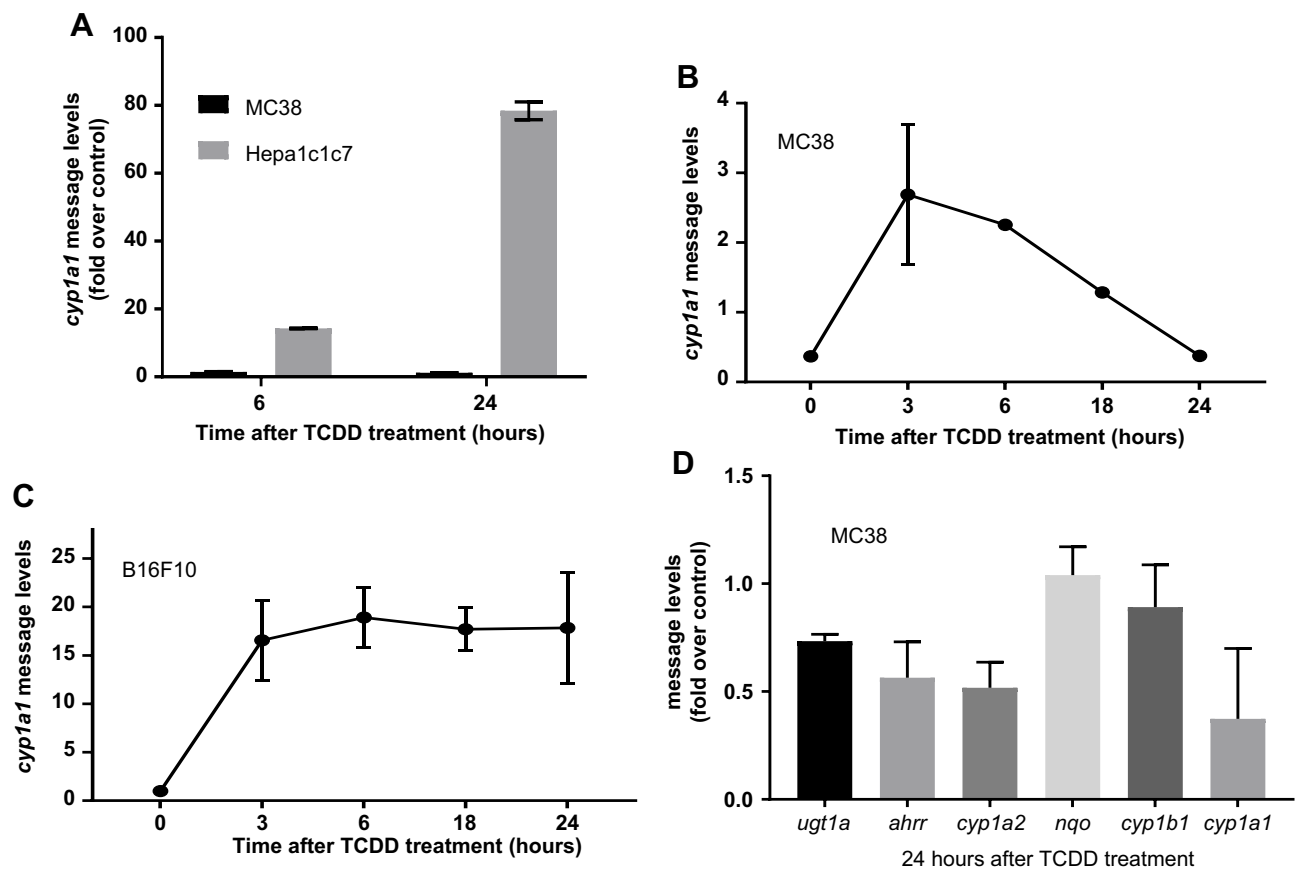 A
cyp1a1 message levels
(fold over control)
100
80
60
40
20
0
MC38
Hepa1c1c7
6 24
Time after TCDD treatment (hours)
B
cyp1a1 message levels
4
3
2
1
0
MC38
0 3 6 18 24
Time after TCDD treatment (hours)
C
cyp1a1 message levels
25
20
15
10
5
0
B16F10
0 3 6 18 24
Time after TCDD treatment (hours)
D
message levels
(fold over control)
1.5
1.0
0.5
0.0
MC38
ugt1a ahrr cyp1a2 nqo cyp1b1 cyp1a1
24 hours after TCDD treatment